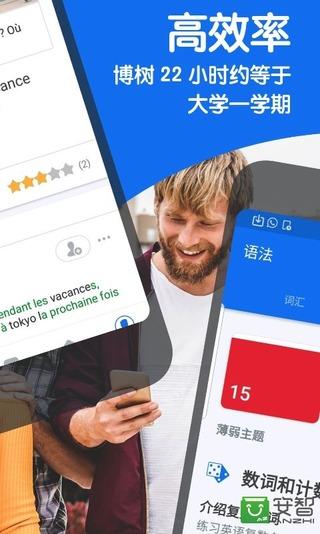 高效率
博树 22 小时约等于
大学一学期
? Où
ance
(2)
endant les vacances,
à tokyo la prochaine fois
语法
词汇
15
薄弱主题
数词和计数
练习英语复数
安智
ANZHI